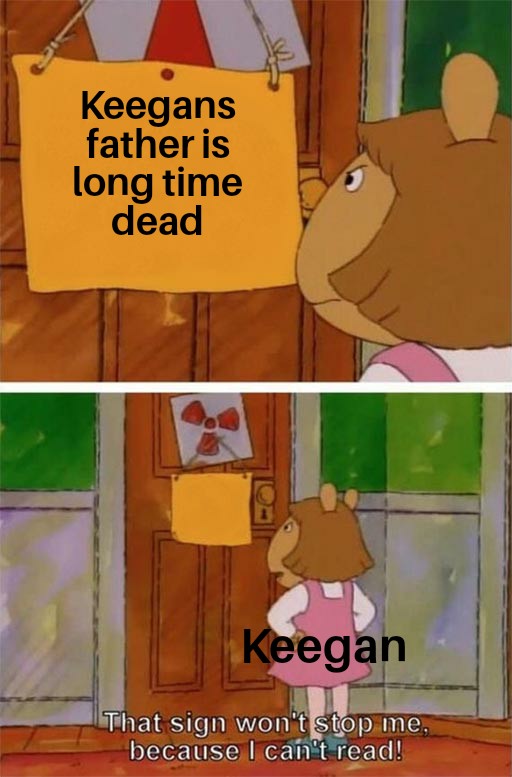 Keegans
father is
long time
dead
Keegan
That sign won't stop me,
because I can't read!